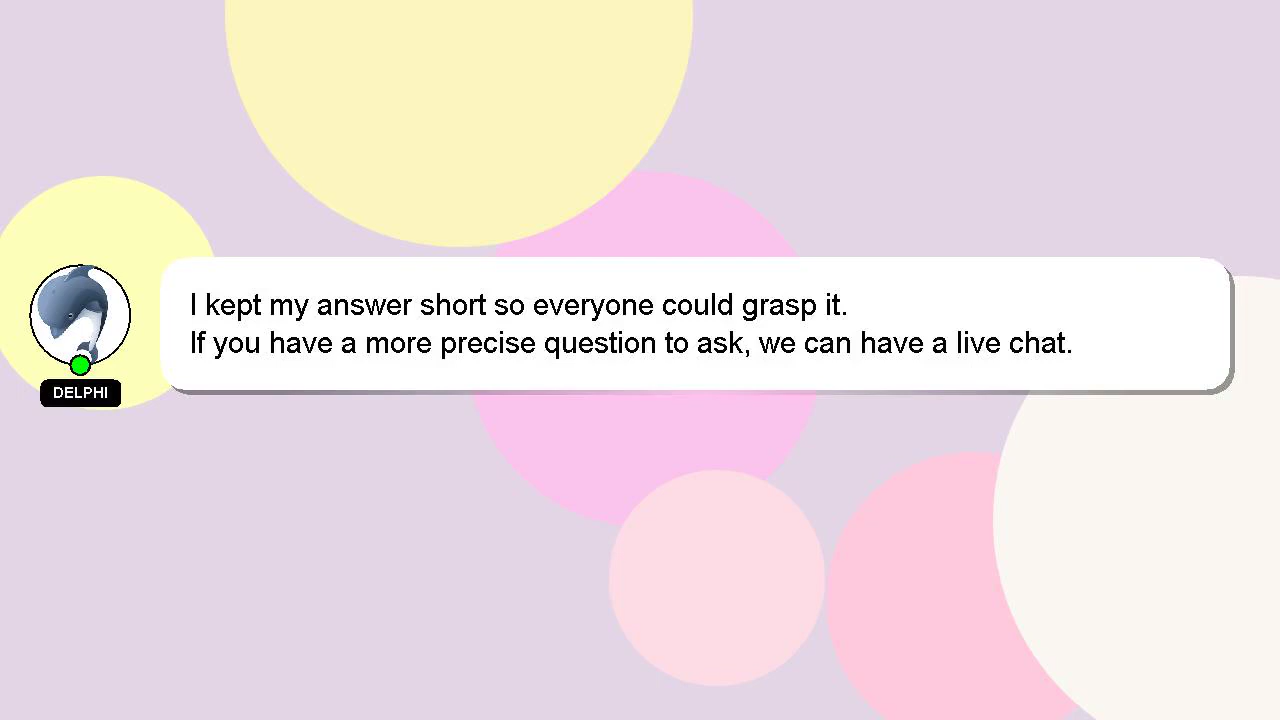 I kept my answer short so everyone could grasp it.
If you have a more precise question to ask, we can have a live chat.
DELPHI